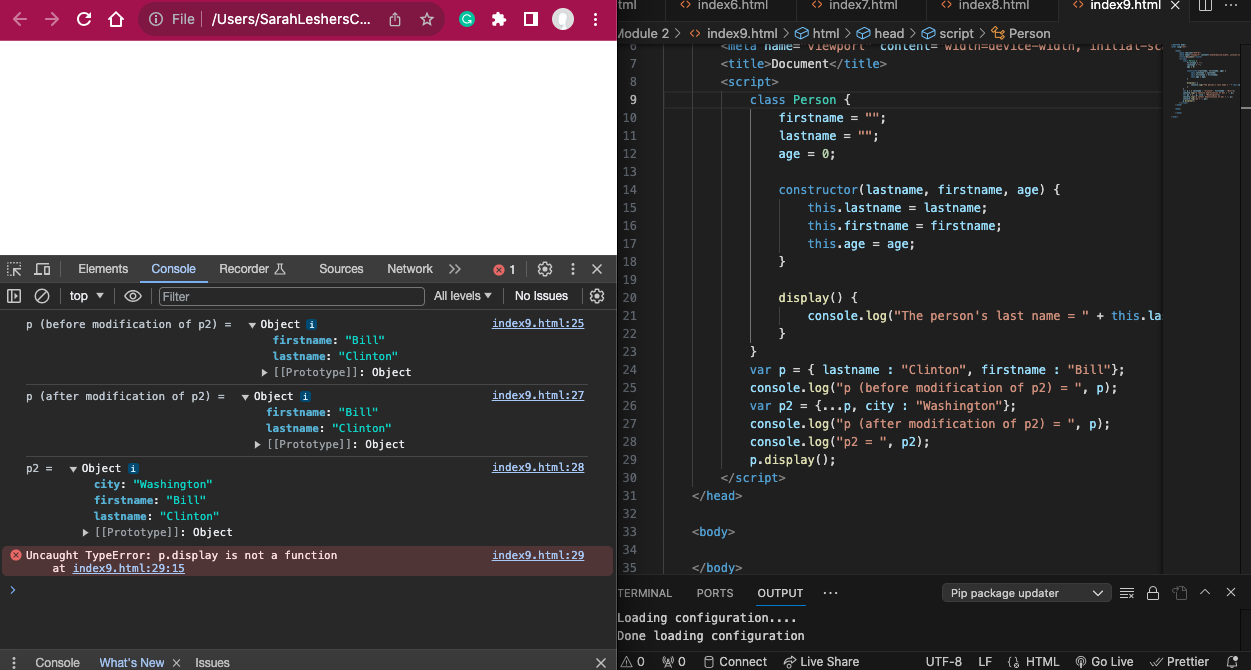 File /Users/SarahLeshersC...
Elements Console Recorder Sources Network 1
top Filter All levels No Issues
p (before modification of p2) = Object index9.html:25
firstname: "Bill"
lastname: "Clinton"
[[Prototype]]: Object
p (after modification of p2) = Object index9.html:27
firstname: "Bill"
lastname: "Clinton"
[[Prototype]]: Object
p2 = Object index9.html:28
city: "Washington"
firstname: "Bill"
lastname: "Clinton"
[[Prototype]]: Object
Uncaught TypeError: p.display is not a function index9.html:29
at index9.html:29:15
Console What's New Issues
tml index6.html index7.html index8.html index9.html
Module 2 > index9.html > html > head > script > Person
6 <meta name="viewport" content="width=device-width, initial-sca
7 <title>Document</title>
8 <script>
9 class Person {
10 firstname = "";
11 lastname = "";
12 age = 0;
13
14 constructor(lastname, firstname, age) {
15 this.lastname = lastname;
16 this.firstname = firstname;
17 this.age = age;
18 }
19
20 display() {
21 console.log("The person's last name = " + this.la
22 }
23 }
24 var p = { lastname : "Clinton", firstname : "Bill"};
25 console.log("p (before modification of p2) = ", p);
26 var p2 = {...p, city : "Washington"};
27 console.log("p (after modification of p2) = ", p);
28 console.log("p2 = ", p2);
29 p.display();
30 </script>
31 </head>
32
33 <body>
34
35 </body>
TERMINAL PORTS OUTPUT ... Pip package updater
Loading configuration....
Done loading configuration
0 0 Connect Live Share UTF-8 LF HTML Go Live Prettier